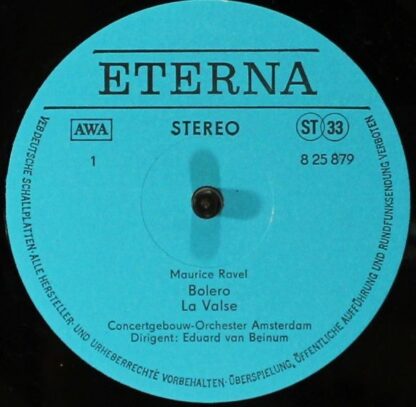 ETERNA
AWA STEREO ST 33
1 8 25 879
Maurice Ravel
Bolero
La Valse
Concertgebouw-Orchester Amsterdam
Dirigent: Eduard van Beinum
VEB DEUTSCHE SCHALLPLATTEN·ALLE HERSTELLER-UND URHEBERRECHTE VORBEHALTEN·ÜBERSPIELUNG, ÖFFENTLICHE AUFFÜHRUNG UND RUNDFUNKSENDUNG VERBOTEN